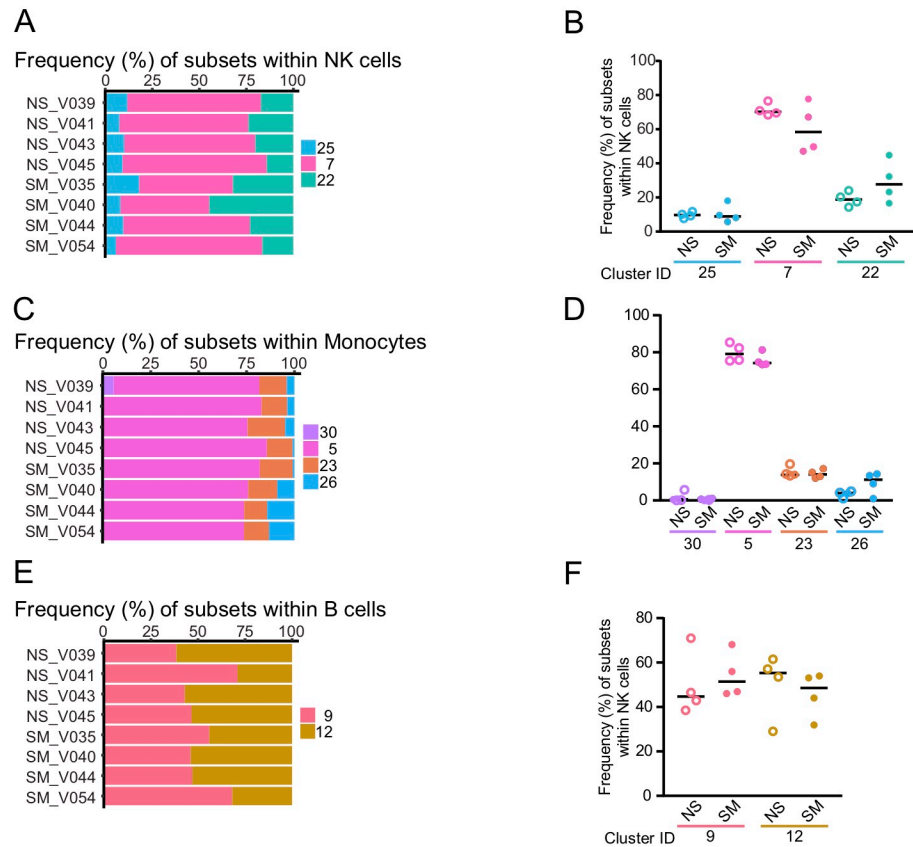 A
Frequency (%) of subsets within NK cells
0 25 50 75 100
NS_V039
NS_V041
NS_V043
NS_V045
SM_V035
SM_V040
SM_V044
SM_V054
25
7
22
B
Frequency (%) of subsets
within NK cells
100
80
60
40
20
0
NS SM NS SM NS SM
Cluster ID 25 7 22
C
Frequency (%) of subsets within Monocytes
0 25 50 75 100
NS_V039
NS_V041
NS_V043
NS_V045
SM_V035
SM_V040
SM_V044
SM_V054
30
5
23
26
D
100
80
60
40
20
0
NS SM NS SM NS SM NS SM
30 5 23 26
E
Frequency (%) of subsets within B cells
0 25 50 75 100
NS_V039
NS_V041
NS_V043
NS_V045
SM_V035
SM_V040
SM_V044
SM_V054
9
12
F
Frequency (%) of subsets
within NK cells
80
60
40
20
0
NS SM NS SM
Cluster ID 9 12